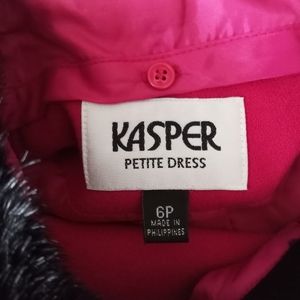 KASPER
PETITE DRESS
6P
MADE IN
PHILIPPINES